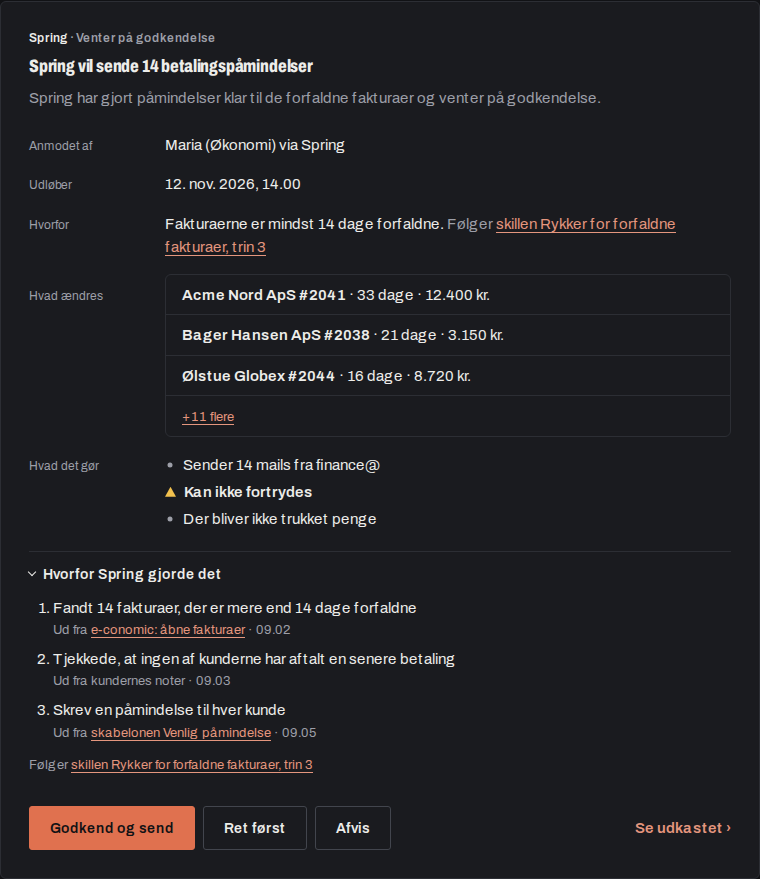 Spring · Venter på godkendelse
Spring vil sende 14 betalingspåmindelser
Spring har gjort påmindelser klar til de forfaldne fakturaer og venter på godkendelse.
Anmodet af
Maria (Økonomi) via Spring
Udløber
12. nov. 2026, 14.00
Hvorfor
Fakturaerne er mindst 14 dage forfaldne. Følger skillen Rykker for forfaldne
fakturaer, trin 3
Hvad ændres
Acme Nord ApS #2041 · 33 dage · 12.400 kr.
Bager Hansen ApS #2038 · 21 dage · 3.150 kr.
Ølstue Globex #2044 · 16 dage · 8.720 kr.
+11 flere
Hvad det gør
• Sender 14 mails fra finance@
▲ Kan ikke fortrydes
• Der bliver ikke trukket penge
Hvorfor Spring gjorde det
1. Fandt 14 fakturaer, der er mere end 14 dage forfaldne
Ud fra e-conomic: åbne fakturaer · 09.02
2. Tjekkede, at ingen af kunderne har aftalt en senere betaling
Ud fra kundernes noter · 09.03
3. Skrev en påmindelse til hver kunde
Ud fra skabelonen Venlig påmindelse · 09.05
Følger skillen Rykker for forfaldne fakturaer, trin 3
Godkend og send
Ret først
Afvis
Se udkastet ›